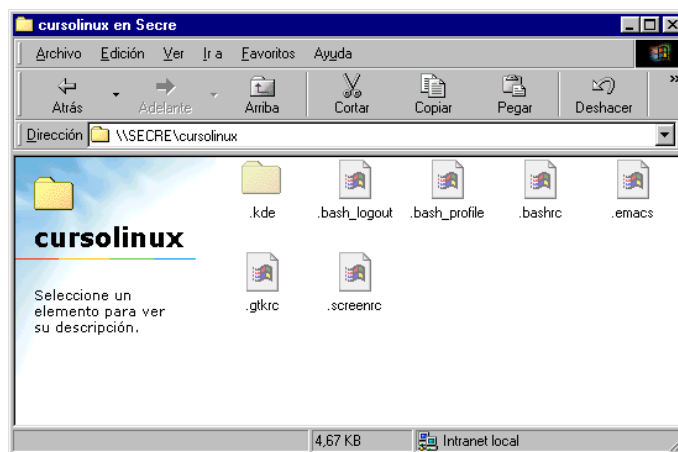 cursolinux en Secre
Archivo Edición Ver Ir a Favoritos Ayuda
Atrás Adelante Arriba Cortar Copiar Pegar Deshacer »
Dirección \\SECRE\cursolinux
.kde .bash_logout .bash_profile .bashrc .emacs
cursolinux
.gtkrc .screenrc
Seleccione un
elemento para ver
su descripción.
4,67 KB Intranet local